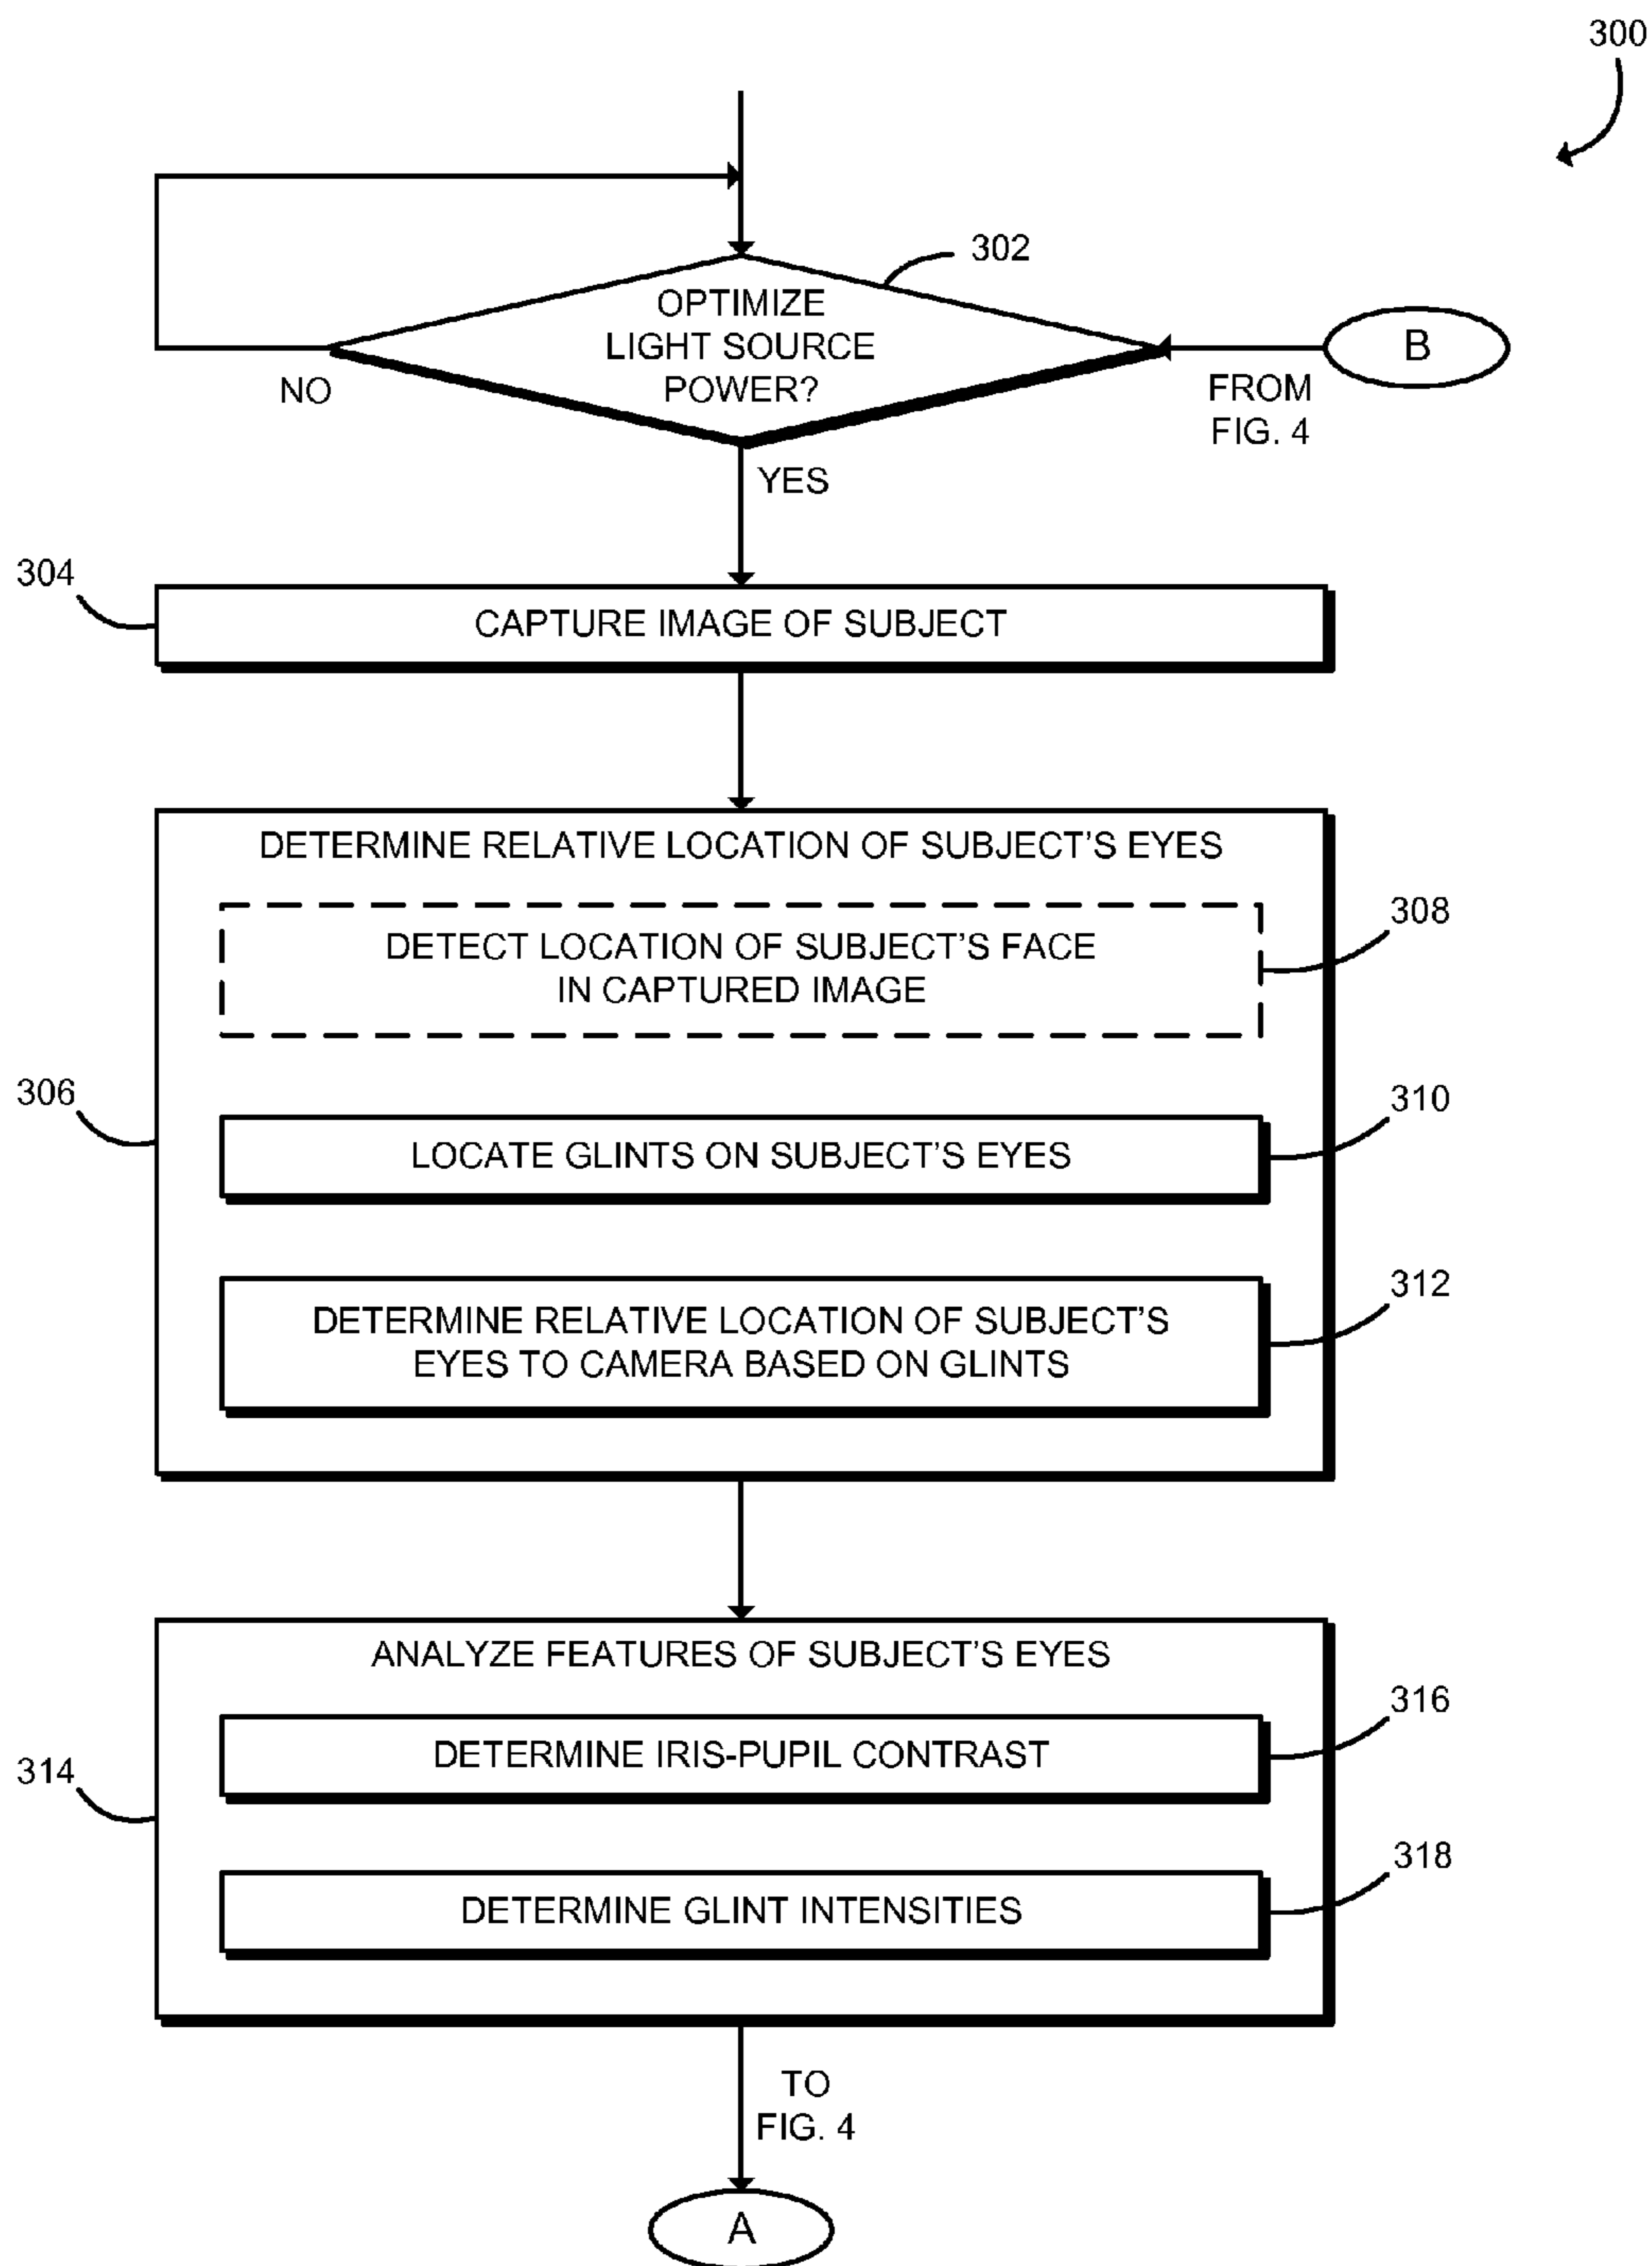 300
302
OPTIMIZE
LIGHT SOURCE
POWER?
B
NO
FROM
FIG. 4
YES
304
CAPTURE IMAGE OF SUBJECT
306
DETERMINE RELATIVE LOCATION OF SUBJECT'S EYES
308
DETECT LOCATION OF SUBJECT'S FACE
IN CAPTURED IMAGE
310
LOCATE GLINTS ON SUBJECT'S EYES
312
DETERMINE RELATIVE LOCATION OF SUBJECT'S
EYES TO CAMERA BASED ON GLINTS
314
ANALYZE FEATURES OF SUBJECT'S EYES
316
DETERMINE IRIS-PUPIL CONTRAST
318
DETERMINE GLINT INTENSITIES
TO
FIG. 4
A